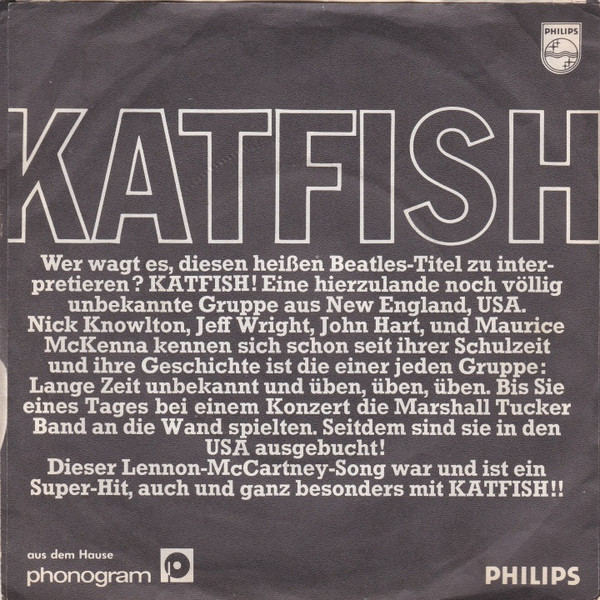 PHILIPS
KATFISH
Wer wagt es, diesen heißen Beatles-Titel zu inter-
pretieren? KATFISH! Eine hierzulande noch völlig
unbekannte Gruppe aus New England, USA.
Nick Knowlton, Jeff Wright, John Hart, und Maurice
McKenna kennen sich schon seit ihrer Schulzeit
und ihre Geschichte ist die einer jeden Gruppe:
Lange Zeit unbekannt und üben, üben, üben. Bis Sie
eines Tages bei einem Konzert die Marshall Tucker
Band an die Wand spielten. Seitdem sind sie in den
USA ausgebucht!
Dieser Lennon-McCartney-Song war und ist ein
Super-Hit, auch und ganz besonders mit KATFISH!!
aus dem Hause
phonogram p
PHILIPS